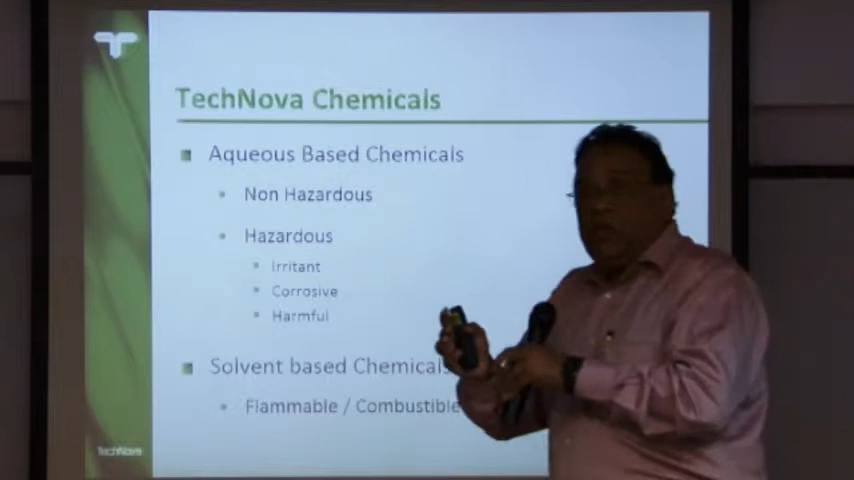 TechNova Chemicals
Aqueous Based Chemicals
Non Hazardous
Hazardous
Irritant
Corrosive
Harmful
Solvent based Chemicals
Flammable / Combustible
TechNova